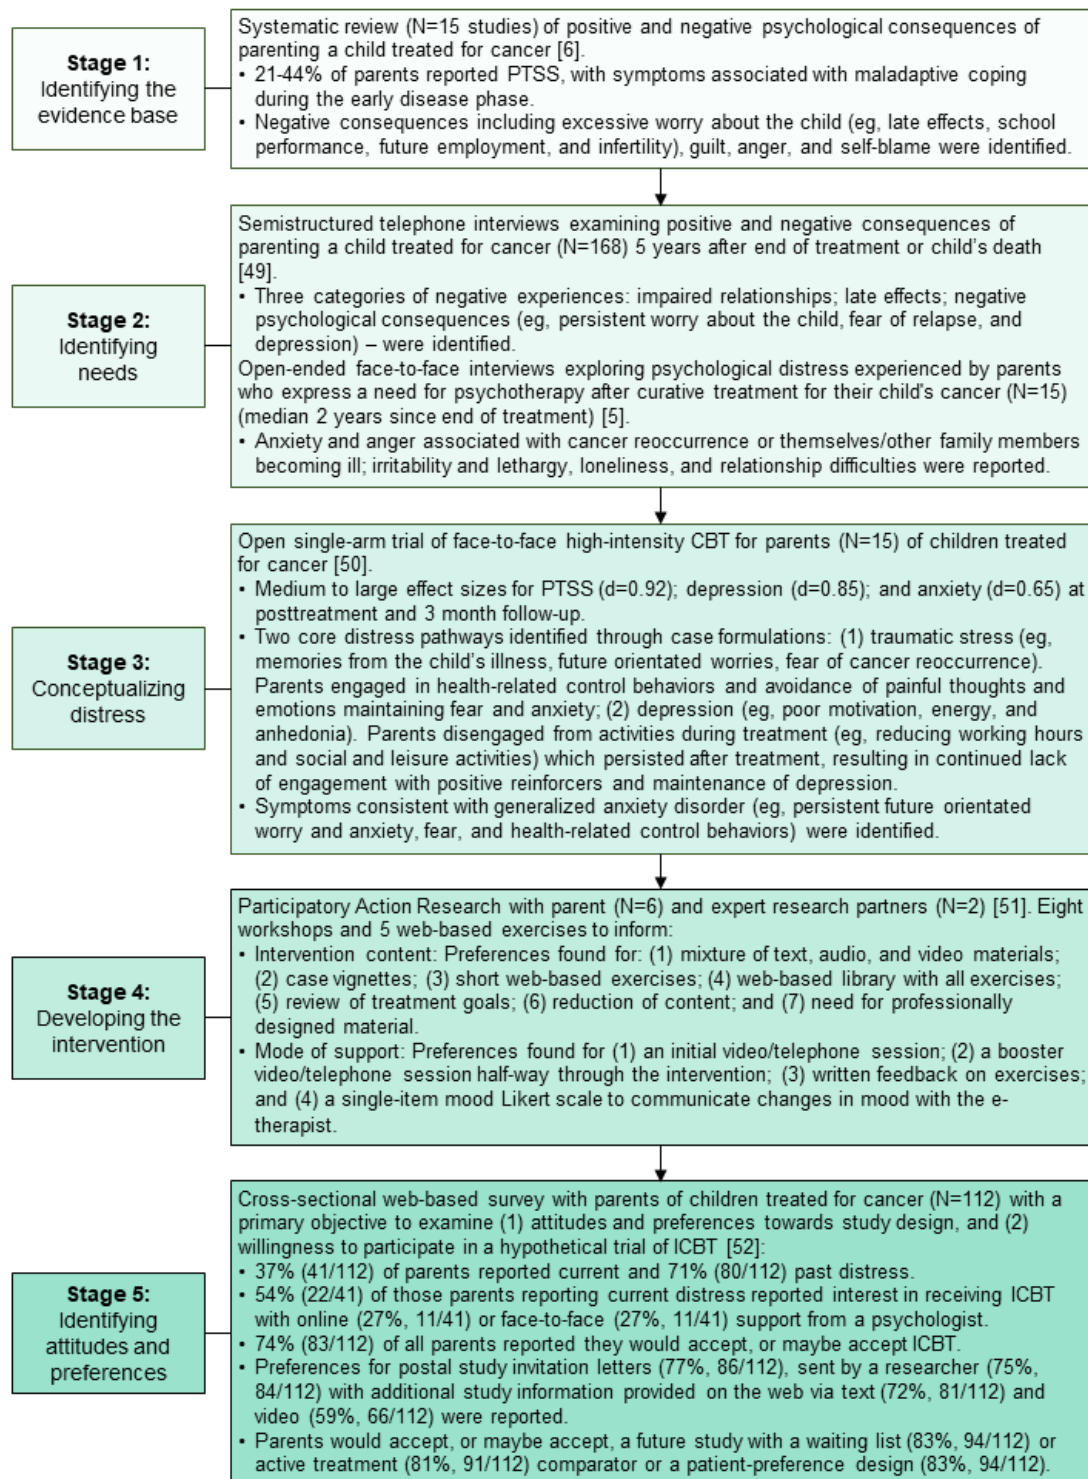 Stage 1:
Identifying the
evidence base
Systematic review (N=15 studies) of positive and negative psychological consequences of
parenting a child treated for cancer [6].
• 21-44% of parents reported PTSS, with symptoms associated with maladaptive coping
during the early disease phase.
• Negative consequences including excessive worry about the child (eg, late effects, school
performance, future employment, and infertility), guilt, anger, and self-blame were identified.
Stage 2:
Identifying
needs
Semistructured telephone interviews examining positive and negative consequences of
parenting a child treated for cancer (N=168) 5 years after end of treatment or child's death
[49].
• Three categories of negative experiences: impaired relationships; late effects; negative
psychological consequences (eg, persistent worry about the child, fear of relapse, and
depression) – were identified.
Open-ended face-to-face interviews exploring psychological distress experienced by parents
who express a need for psychotherapy after curative treatment for their child's cancer (N=15)
(median 2 years since end of treatment) [5].
• Anxiety and anger associated with cancer reoccurrence or themselves/other family members
becoming ill; irritability and lethargy, loneliness, and relationship difficulties were reported.
Stage 3:
Conceptualizing
distress
Open single-arm trial of face-to-face high-intensity CBT for parents (N=15) of children treated
for cancer [50].
• Medium to large effect sizes for PTSS (d=0.92); depression (d=0.85); and anxiety (d=0.65) at
posttreatment and 3 month follow-up.
• Two core distress pathways identified through case formulations: (1) traumatic stress (eg,
memories from the child's illness, future orientated worries, fear of cancer reoccurrence).
Parents engaged in health-related control behaviors and avoidance of painful thoughts and
emotions maintaining fear and anxiety; (2) depression (eg, poor motivation, energy, and
anhedonia). Parents disengaged from activities during treatment (eg, reducing working hours
and social and leisure activities) which persisted after treatment, resulting in continued lack
of engagement with positive reinforcers and maintenance of depression.
• Symptoms consistent with generalized anxiety disorder (eg, persistent future orientated
worry and anxiety, fear, and health-related control behaviors) were identified.
Stage 4:
Developing the
intervention
Participatory Action Research with parent (N=6) and expert research partners (N=2) [51]. Eight
workshops and 5 web-based exercises to inform:
• Intervention content: Preferences found for: (1) mixture of text, audio, and video materials;
(2) case vignettes; (3) short web-based exercises; (4) web-based library with all exercises;
(5) review of treatment goals; (6) reduction of content; and (7) need for professionally
designed material.
• Mode of support: Preferences found for (1) an initial video/telephone session; (2) a booster
video/telephone session half-way through the intervention; (3) written feedback on exercises;
and (4) a single-item mood Likert scale to communicate changes in mood with the e-
therapist.
Stage 5:
Identifying
attitudes and
preferences
Cross-sectional web-based survey with parents of children treated for cancer (N=112) with a
primary objective to examine (1) attitudes and preferences towards study design, and (2)
willingness to participate in a hypothetical trial of ICBT [52]:
• 37% (41/112) of parents reported current and 71% (80/112) past distress.
• 54% (22/41) of those parents reporting current distress reported interest in receiving ICBT
with online (27%, 11/41) or face-to-face (27%, 11/41) support from a psychologist.
• 74% (83/112) of all parents reported they would accept, or maybe accept ICBT.
• Preferences for postal study invitation letters (77%, 86/112), sent by a researcher (75%,
84/112) with additional study information provided on the web via text (72%, 81/112) and
video (59%, 66/112) were reported.
• Parents would accept, or maybe accept, a future study with a waiting list (83%, 94/112) or
active treatment (81%, 91/112) comparator or a patient-preference design (83%, 94/112).